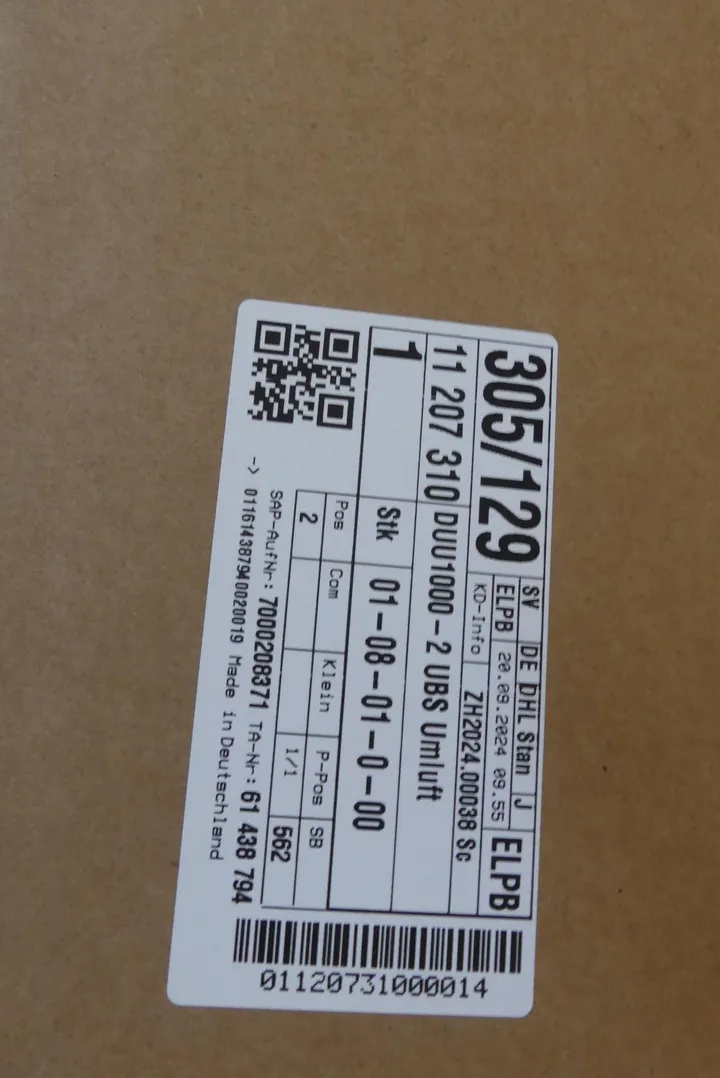 305/129 SV DE DHL Stan J
ELPB 20.09.2024 09.55 ELPB
KD-Info ZH2024.00038 Sc
11 207 310 DUU1000-2 UBS Umluft
1 Stk 01-08-01-0-00
Pos Com Klein P-Pos SB
2 1/1 562
SAP-AufNr: 7000208371 TA-Nr: 61 438 794
-> 011614387940020019 Made in Deutschland
01120731000014